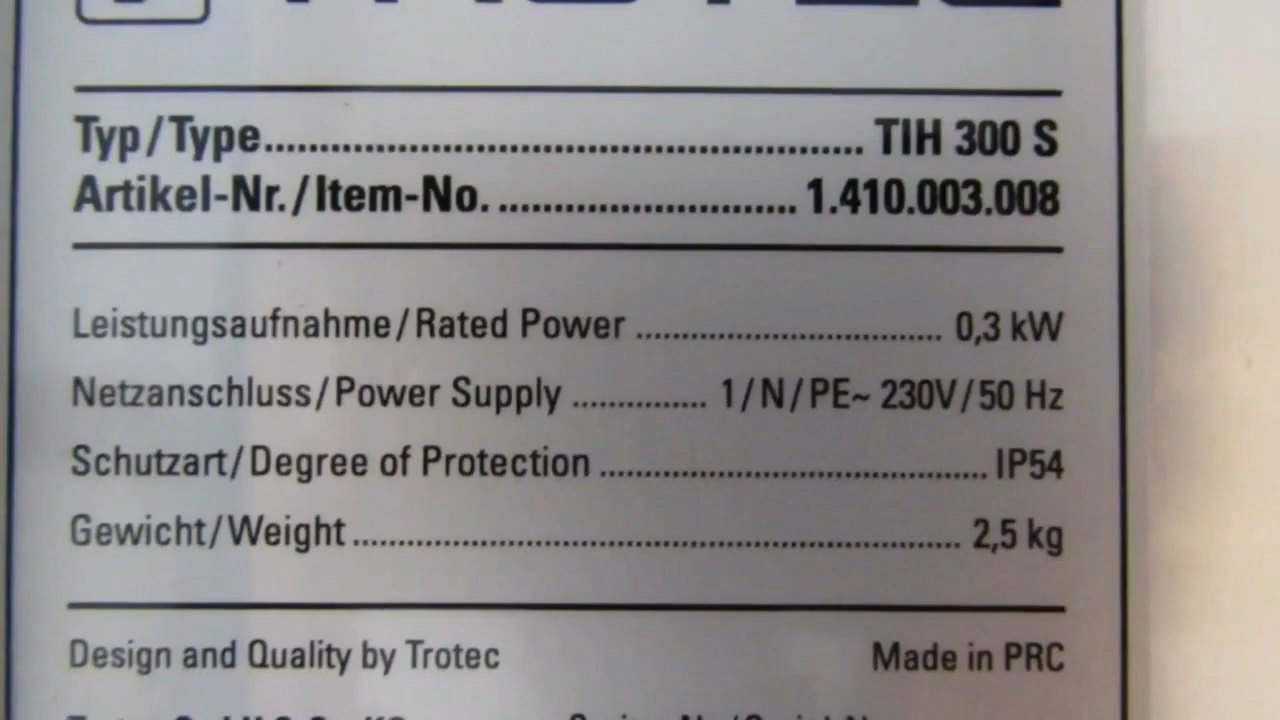 Typ/Type.......................................................... TIH 300 S
Artikel-Nr./Item-No. ........................... 1.410.003.008
Leistungsaufnahme/Rated Power .................................. 0,3 kW
Netzanschluss/Power Supply ............... 1/N/PE~ 230V/50 Hz
Schutzart/Degree of Protection ........................................... IP54
Gewicht/Weight.................................................................... 2,5 kg
Design and Quality by Trotec Made in PRC